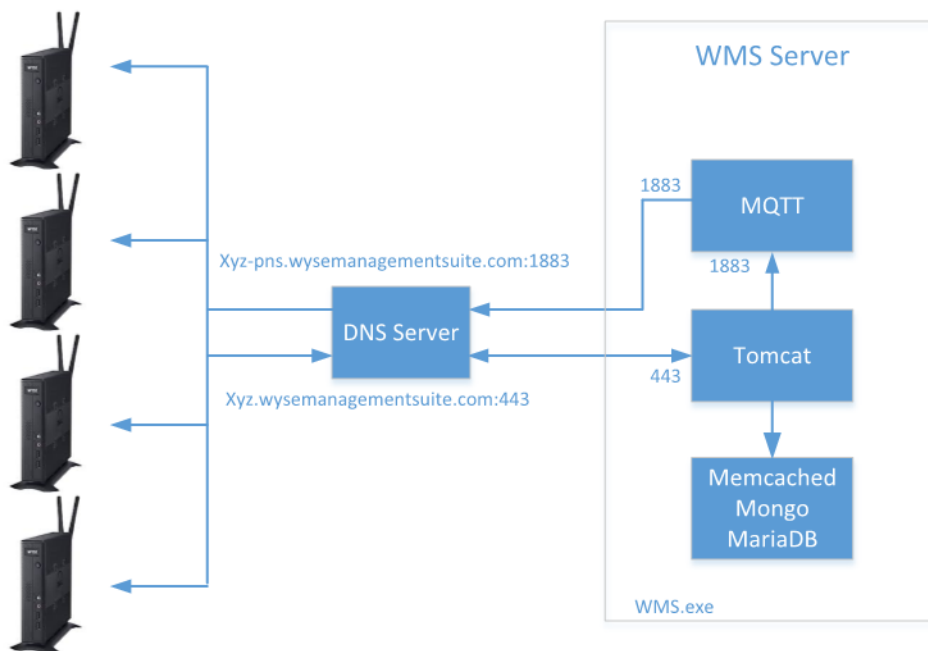 WMS Server
1883
MQTT
Xyz-pns.wysemanagementsuite.com:1883
1883
DNS Server
Tomcat
443
Xyz.wysemanagementsuite.com:443
Memcached
Mongo
MariaDB
WMS.exe